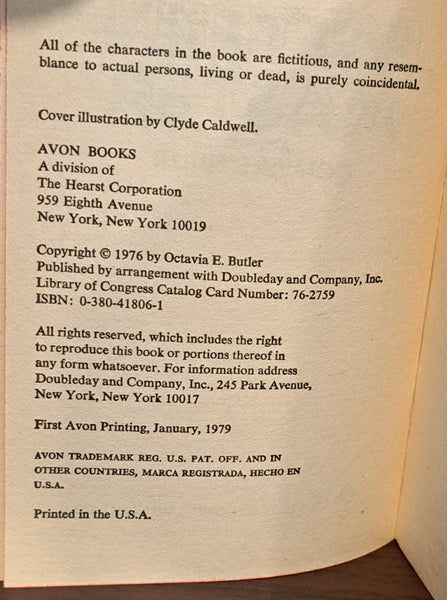 All of the characters in the book are fictitious, and any resem-
blance to actual persons, living or dead, is purely coincidental.
Cover illustration by Clyde Caldwell.
AVON BOOKS
A division of
The Hearst Corporation
959 Eighth Avenue
New York, New York 10019
Copyright © 1976 by Octavia E. Butler
Published by arrangement with Doubleday and Company, Inc.
Library of Congress Catalog Card Number: 76-2759
ISBN: 0-380-41806-1
All rights reserved, which includes the right
to reproduce this book or portions thereof in
any form whatsoever. For information address
Doubleday and Company, Inc., 245 Park Avenue,
New York, New York 10017
First Avon Printing, January, 1979
AVON TRADEMARK REG. U.S. PAT. OFF. AND IN
OTHER COUNTRIES, MARCA REGISTRADA, HECHO EN
U.S.A.
Printed in the U.S.A.